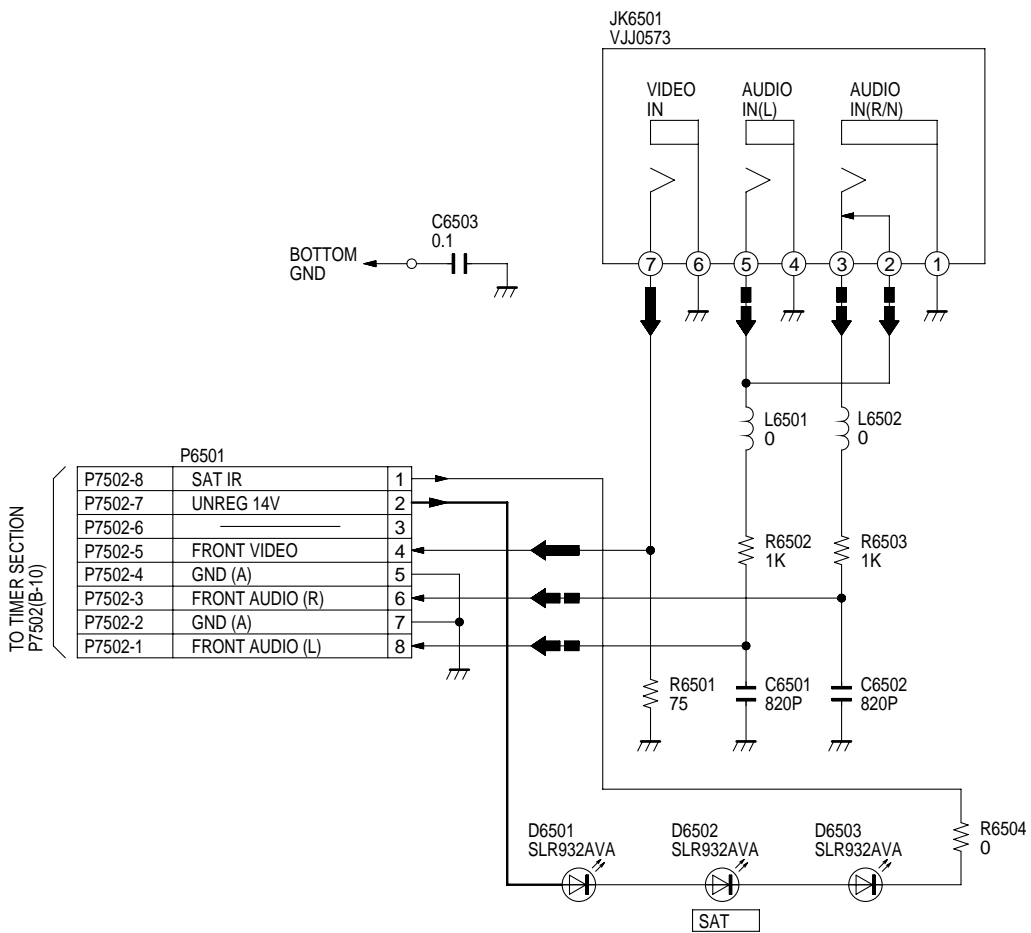 JK6501
VJJ0573
VIDEO
IN
AUDIO
IN(L)
AUDIO
IN(R/N)
C6503
0.1
BOTTOM
GND
7 6 5 4 3 2 1
L6501
0
L6502
0
P6501
TO TIMER SECTION
P7502(B-10)
P7502-8 SAT IR 1
P7502-7 UNREG 14V 2
P7502-6 3
P7502-5 FRONT VIDEO 4
P7502-4 GND (A) 5
P7502-3 FRONT AUDIO (R) 6
P7502-2 GND (A) 7
P7502-1 FRONT AUDIO (L) 8
R6502
1K
R6503
1K
R6501
75
C6501
820P
C6502
820P
D6501
SLR932AVA
D6502
SLR932AVA
D6503
SLR932AVA
R6504
0
SAT